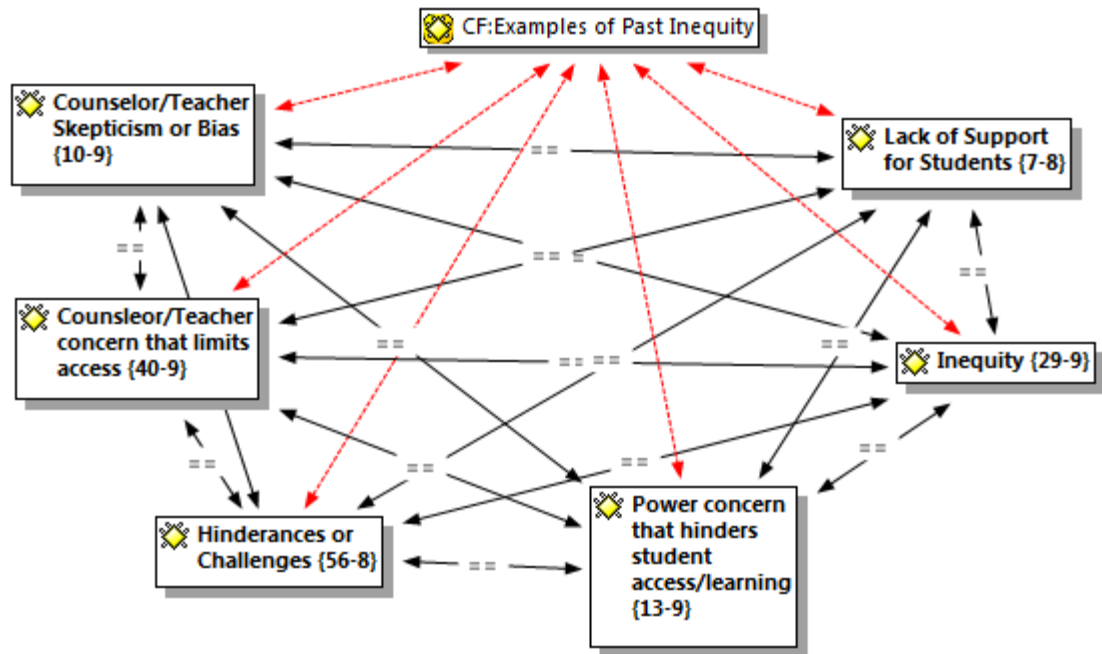 CF:Examples of Past Inequity
Counselor/Teacher
Skepticism or Bias
{10-9}
Lack of Support
for Students {7-8}
==
==
== =
==
Counsleor/Teacher
concern that limits
access {40-9}
==
==
== ==
Inequity {29-9}
==
==
==
==
Hinderances or
Challenges {56-8}
==
Power concern
that hinders
student
access/learning
{13-9}